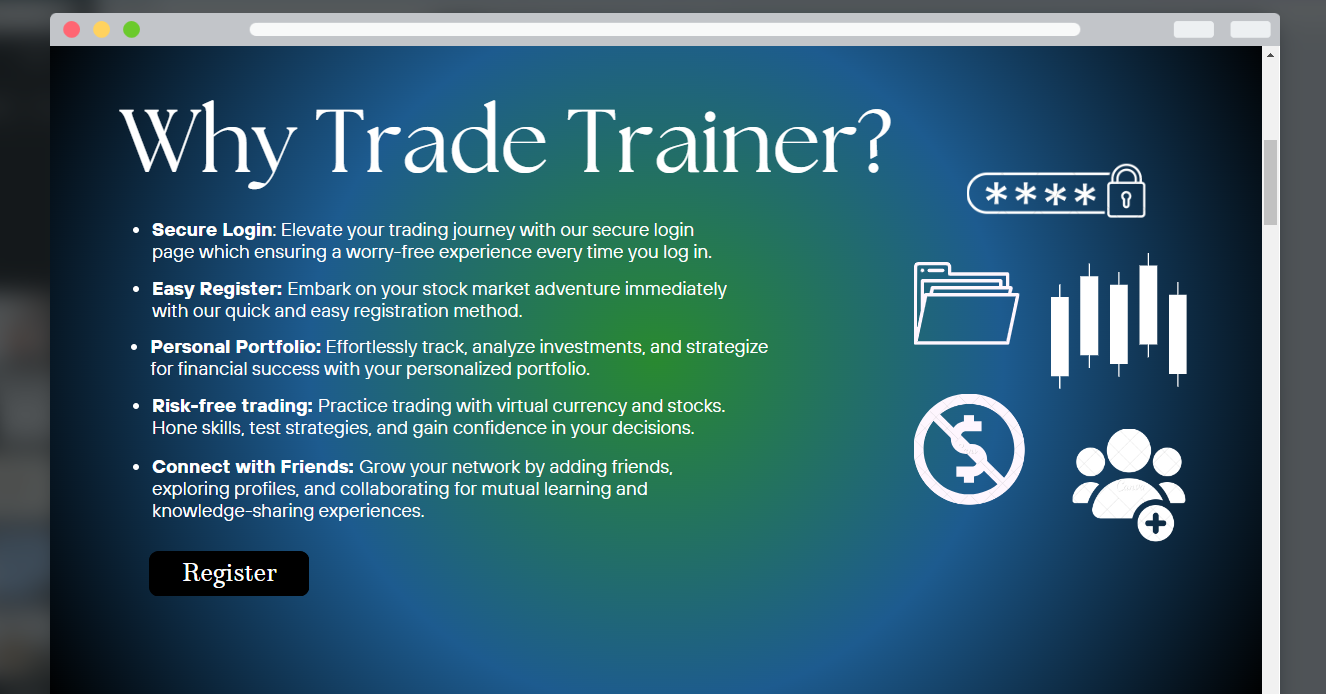 Why Trade Trainer?
****
• Secure Login: Elevate your trading journey with our secure login
page which ensuring a worry-free experience every time you log in.
• Easy Register: Embark on your stock market adventure immediately
with our quick and easy registration method.
• Personal Portfolio: Effortlessly track, analyze investments, and strategize
for financial success with your personalized portfolio.
• Risk-free trading: Practice trading with virtual currency and stocks.
Hone skills, test strategies, and gain confidence in your decisions.
• Connect with Friends: Grow your network by adding friends,
exploring profiles, and collaborating for mutual learning and
knowledge-sharing experiences.
Register